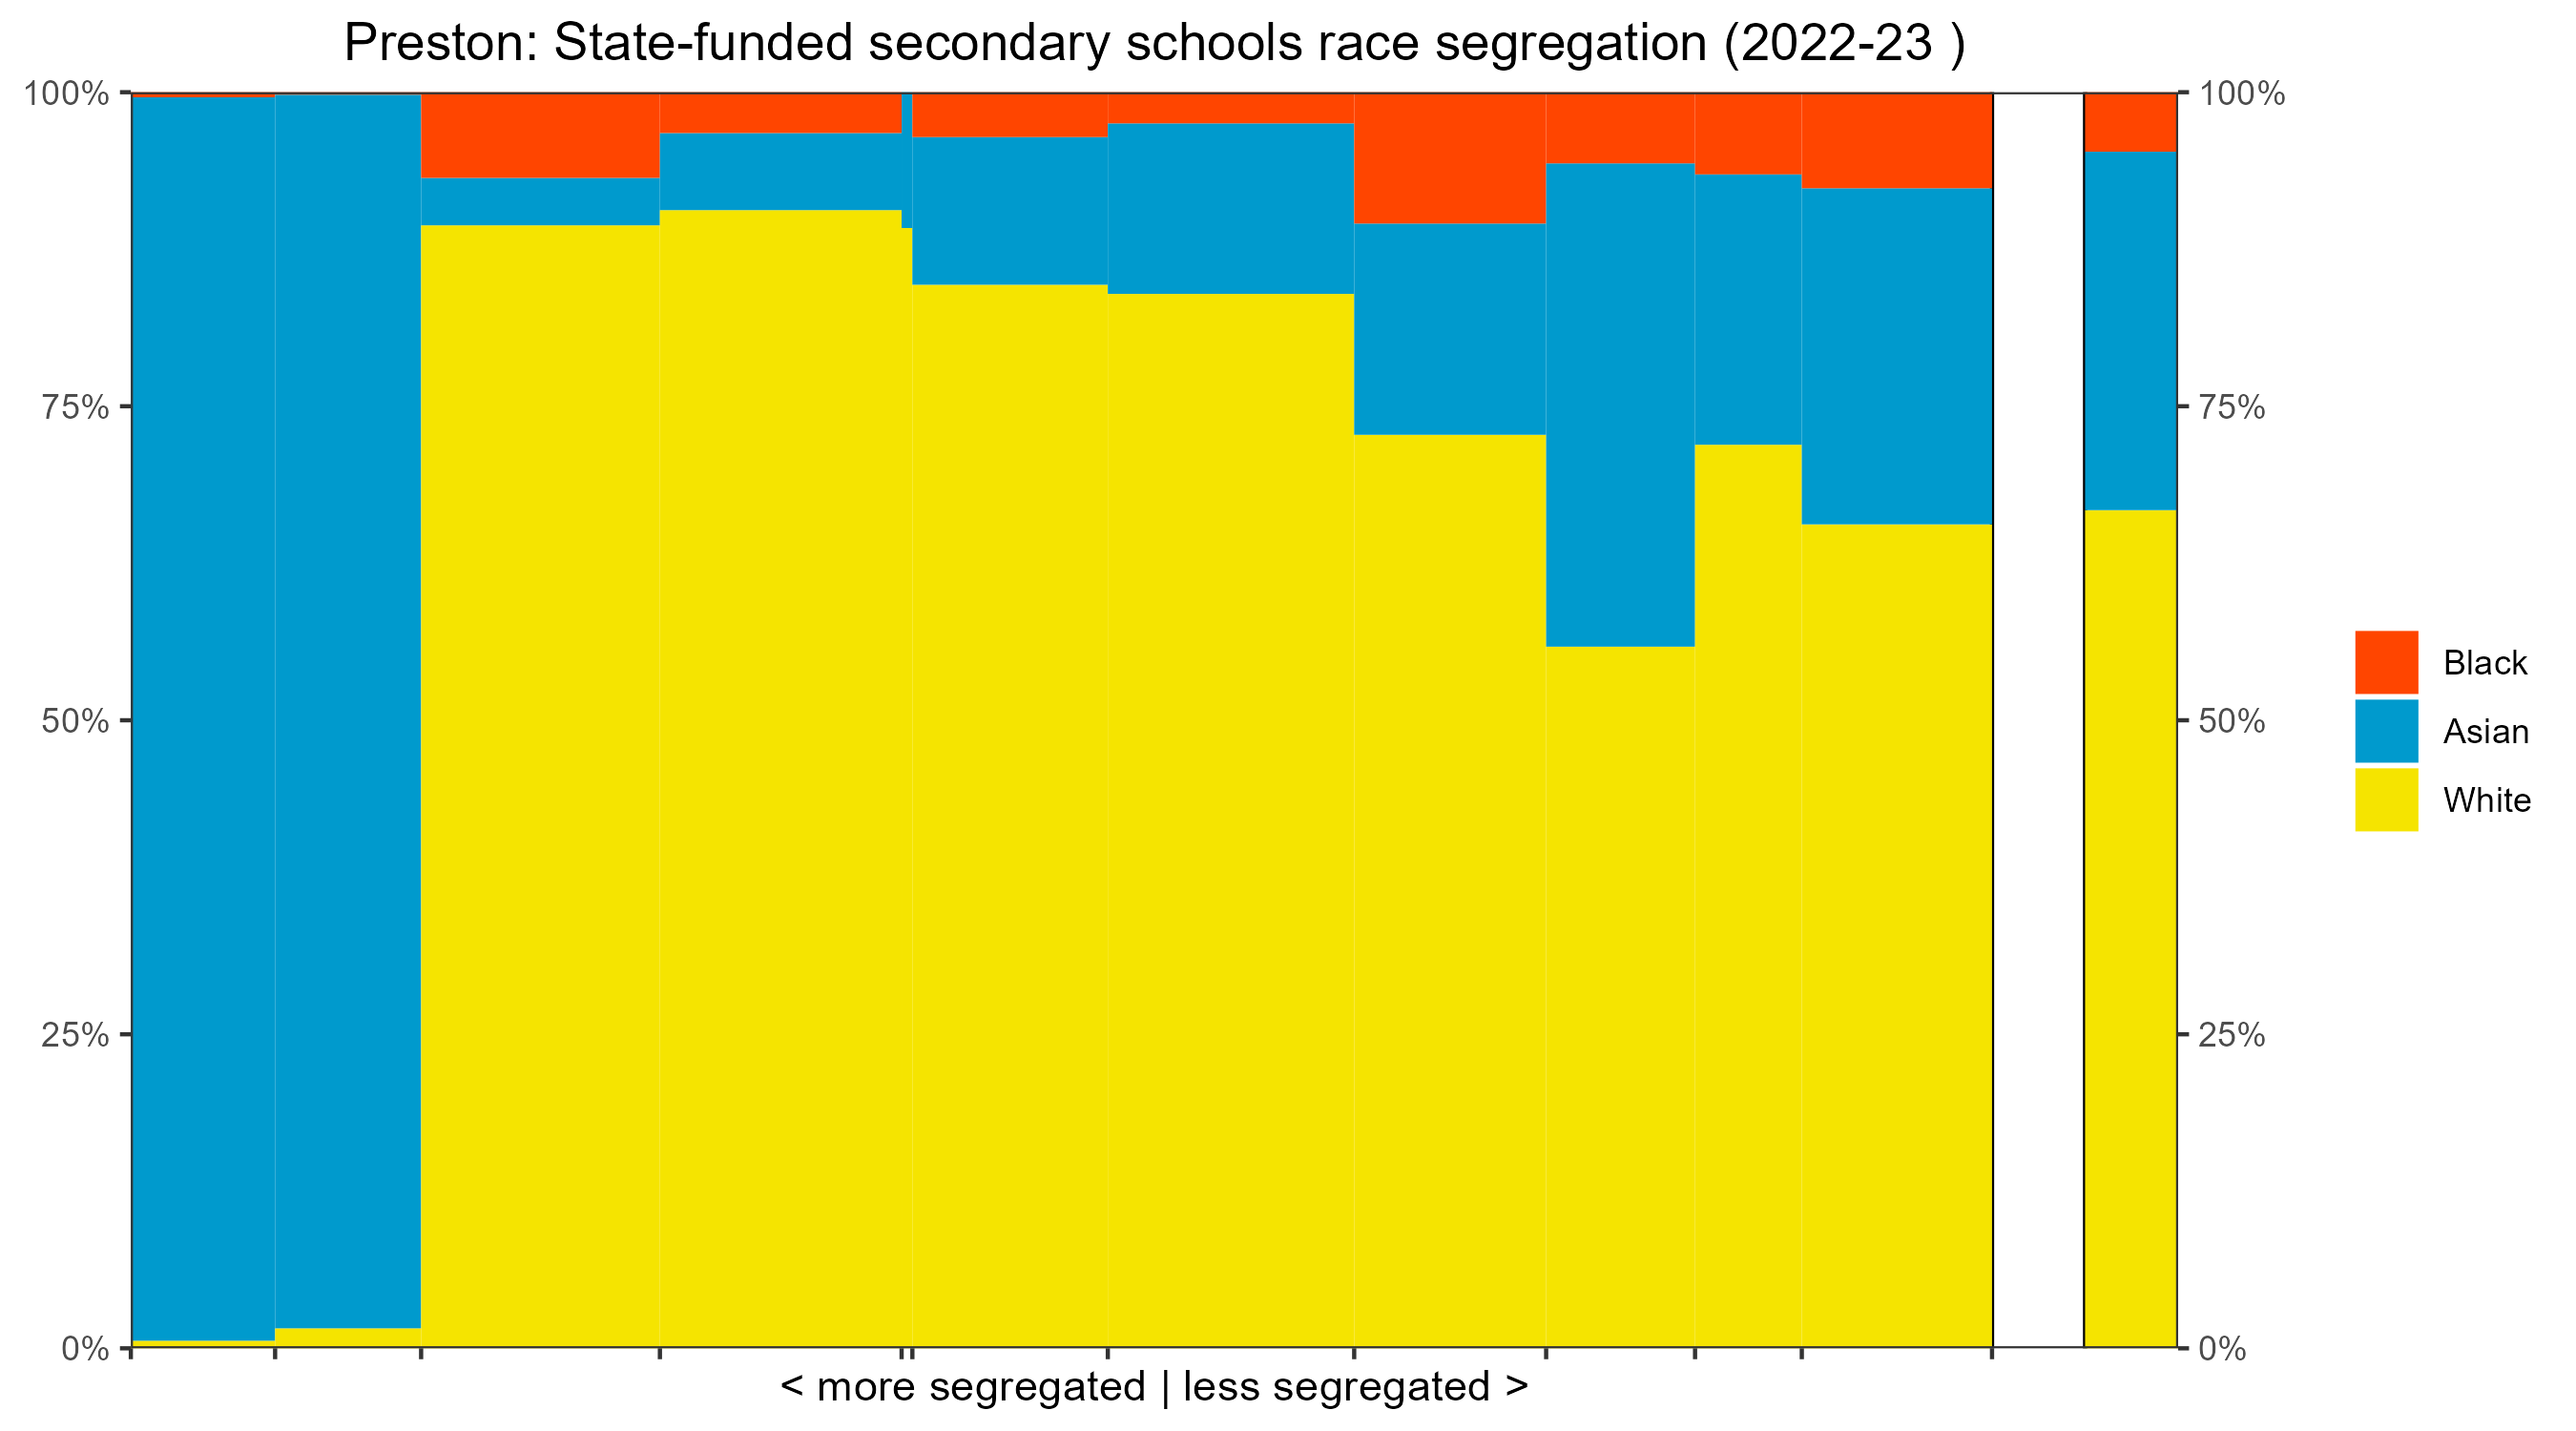 Preston: State-funded secondary schools race segregation (2022-23 )
100%
75%
50%
25%
0%
100%
75%
50%
25%
0%
Black
Asian
White
< more segregated | less segregated >